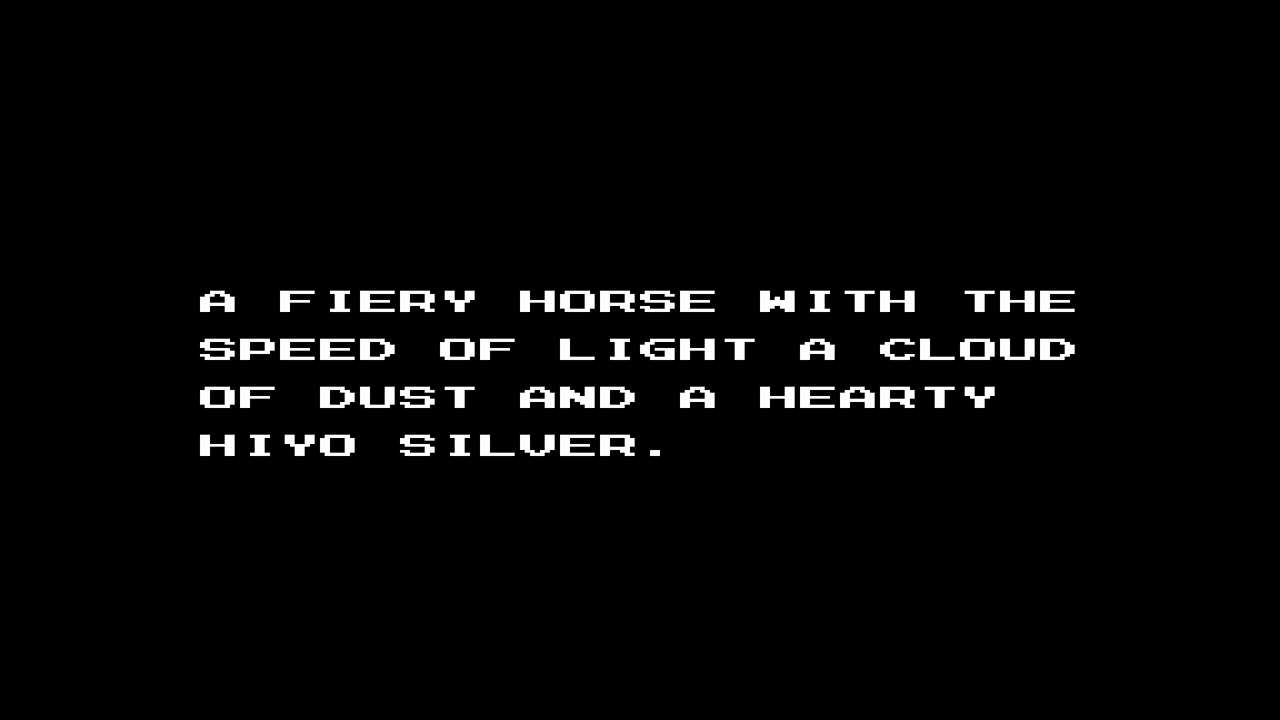 A FIERY HORSE WITH THE
SPEED OF LIGHT A CLOUD
OF DUST AND A HEARTY
HIYO SILVER.